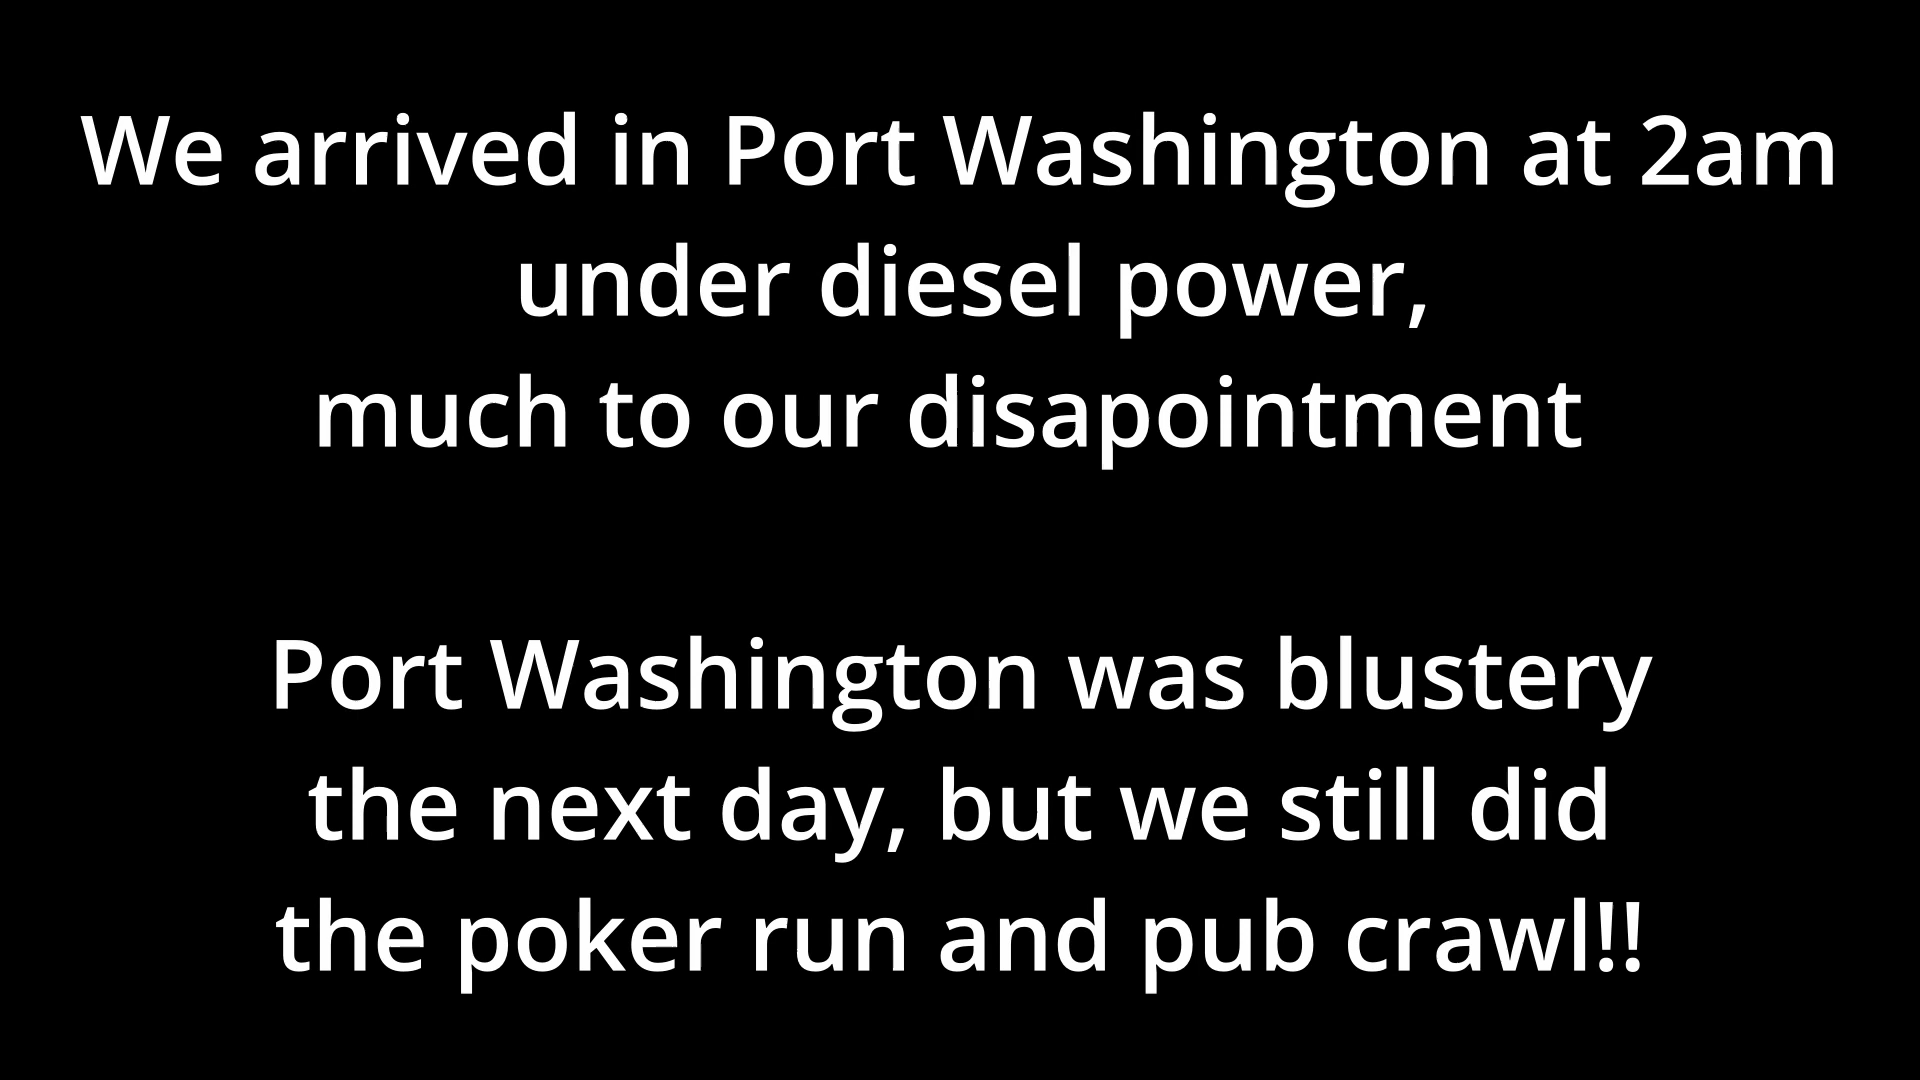 We arrived in Port Washington at 2am
under diesel power,
much to our disapointment
Port Washington was blustery
the next day, but we still did
the poker run and pub crawl!!